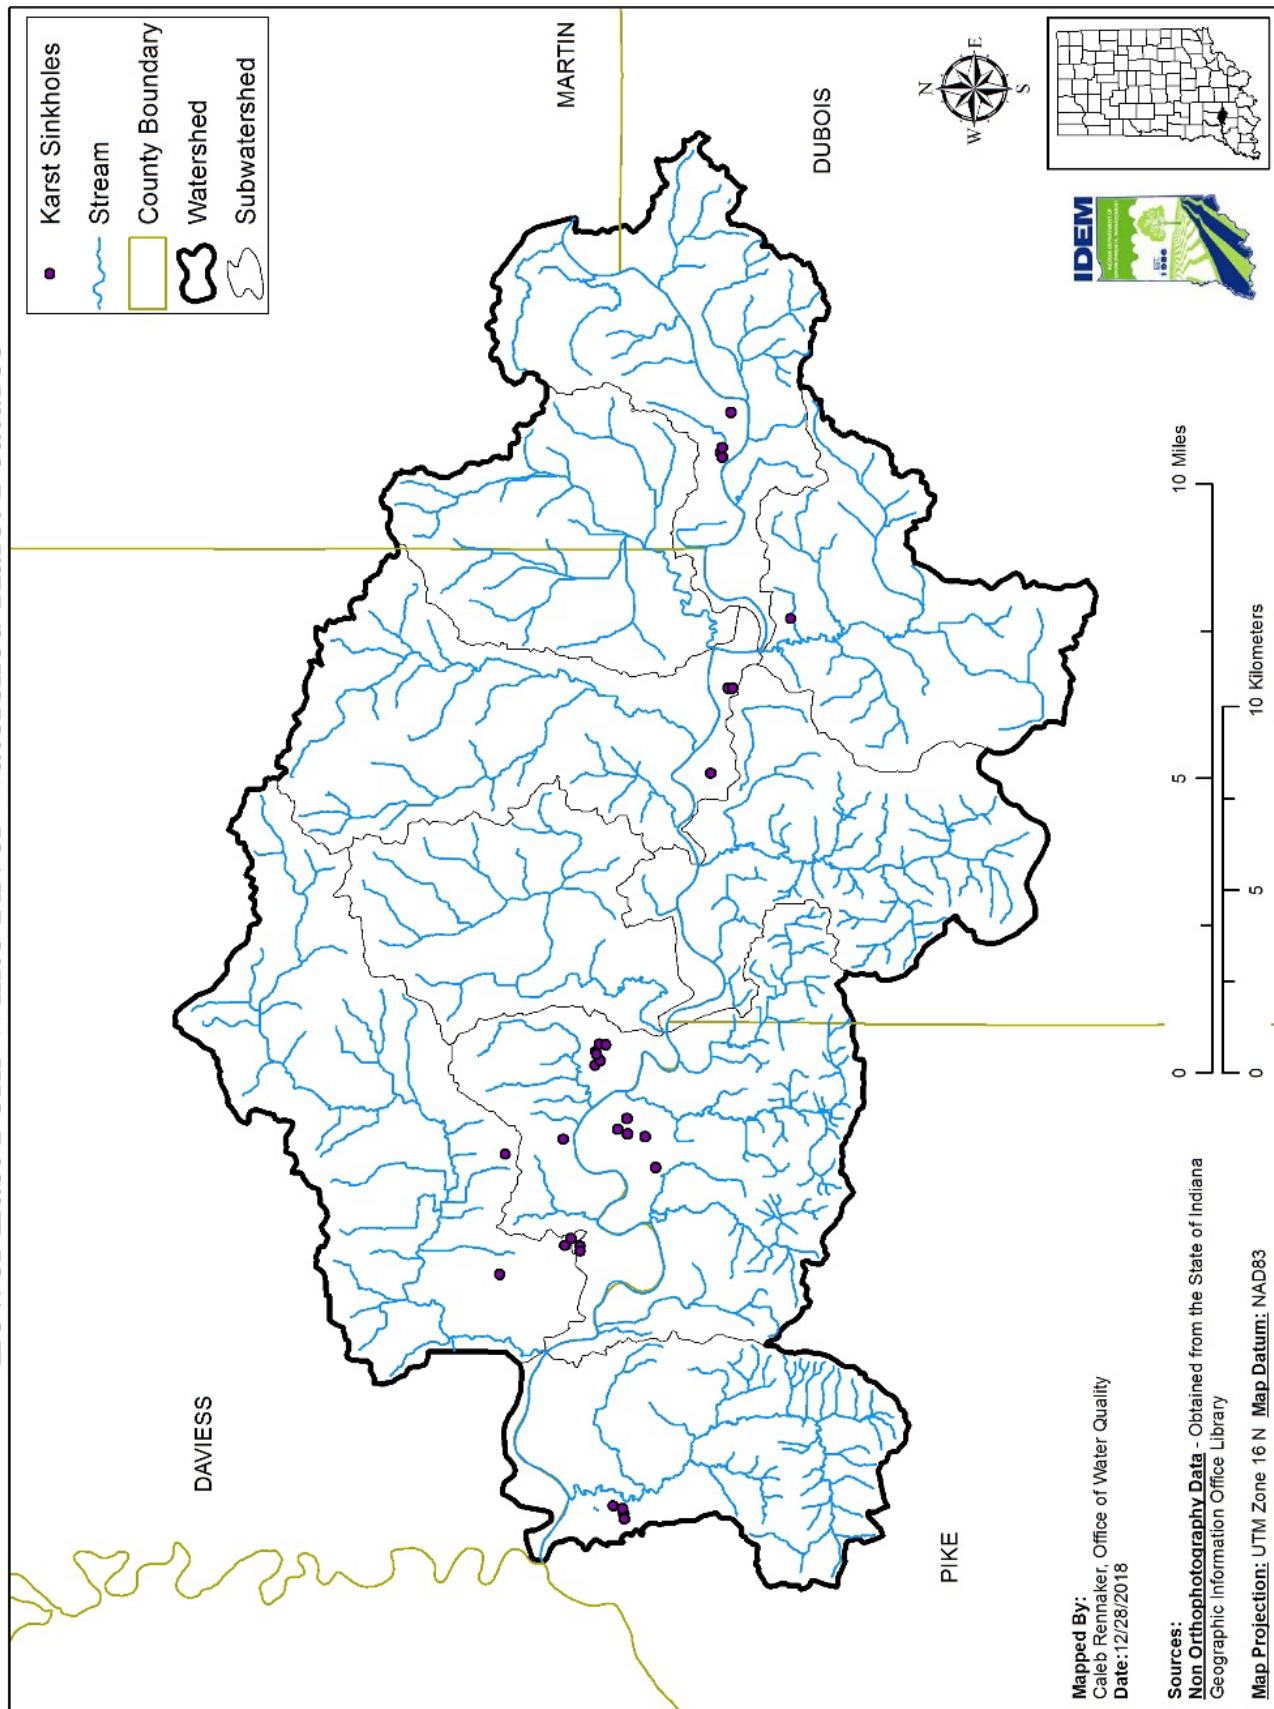 Karst Sinkholes
Stream
County Boundary
Watershed
Subwatershed
MARTIN
DUBOIS
DAVIESS
PIKE
N
E
S
W
IDEM
EST.
1986
0 5 10 Miles
0 5 10 Kilometers
Mapped By:
Caleb Rennaker, Office of Water Quality
Date:12/28/2018
Sources:
Non Orthophotography Data - Obtained from the State of Indiana
Geographic Information Office Library
Map Projection: UTM Zone 16 N Map Datum: NAD83